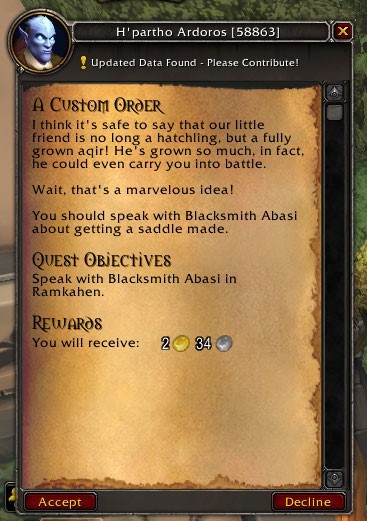 H'partho Ardoros [58863]
Updated Data Found - Please Contribute!
A Custom Order
I think it's safe to say that our little
friend is no long a hatchling, but a fully
grown aqir! He's grown so much, in fact,
he could even carry you into battle.
Wait, that's a marvelous idea!
You should speak with Blacksmith Abasi
about getting a saddle made.
Quest Objectives
Speak with Blacksmith Abasi in
Ramkahen.
Rewards
You will receive: 2 34
Accept Decline